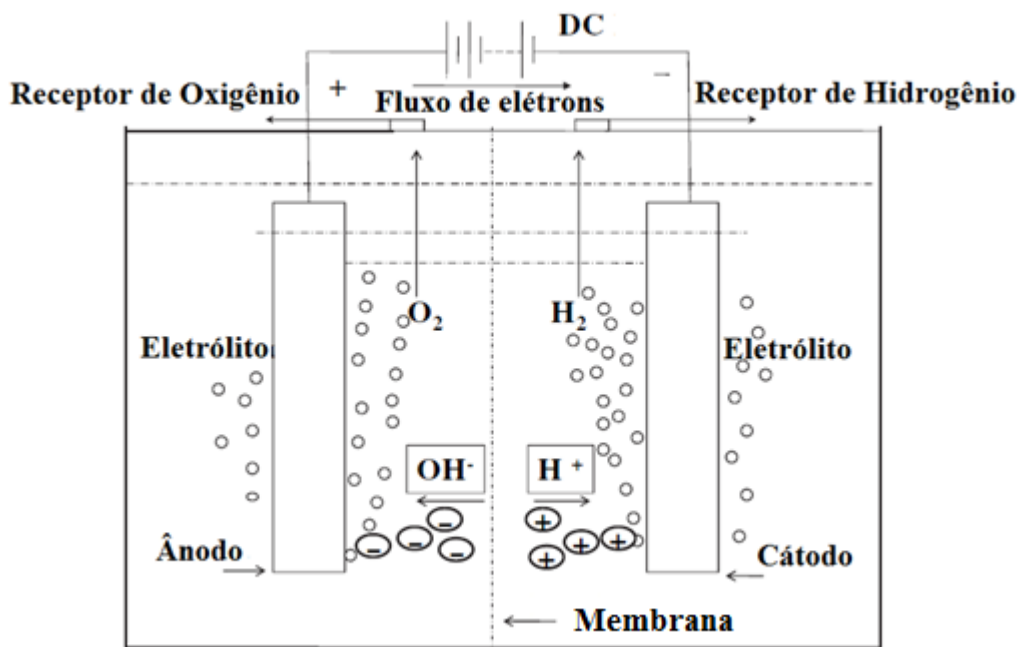 DC
+
−
Receptor de Oxigênio
Fluxo de elétrons
Receptor de Hidrogênio
O₂
H₂
Eletrólito
Eletrólito
OH⁻
H⁺
- - - -
+ + + +
Ânodo
Cátodo
Membrana